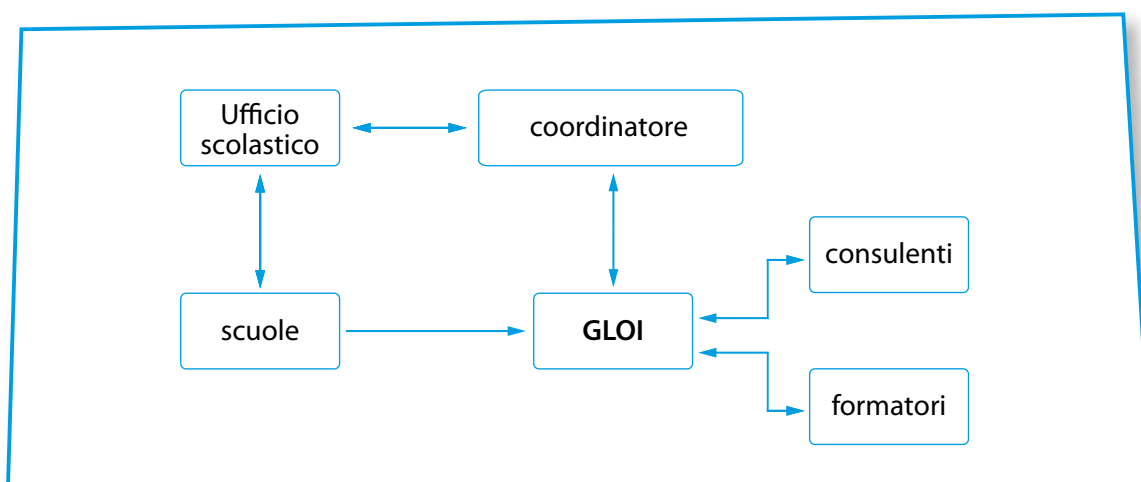 Ufficio
scolastico
coordinatore
consulenti
scuole
GLOI
formatori